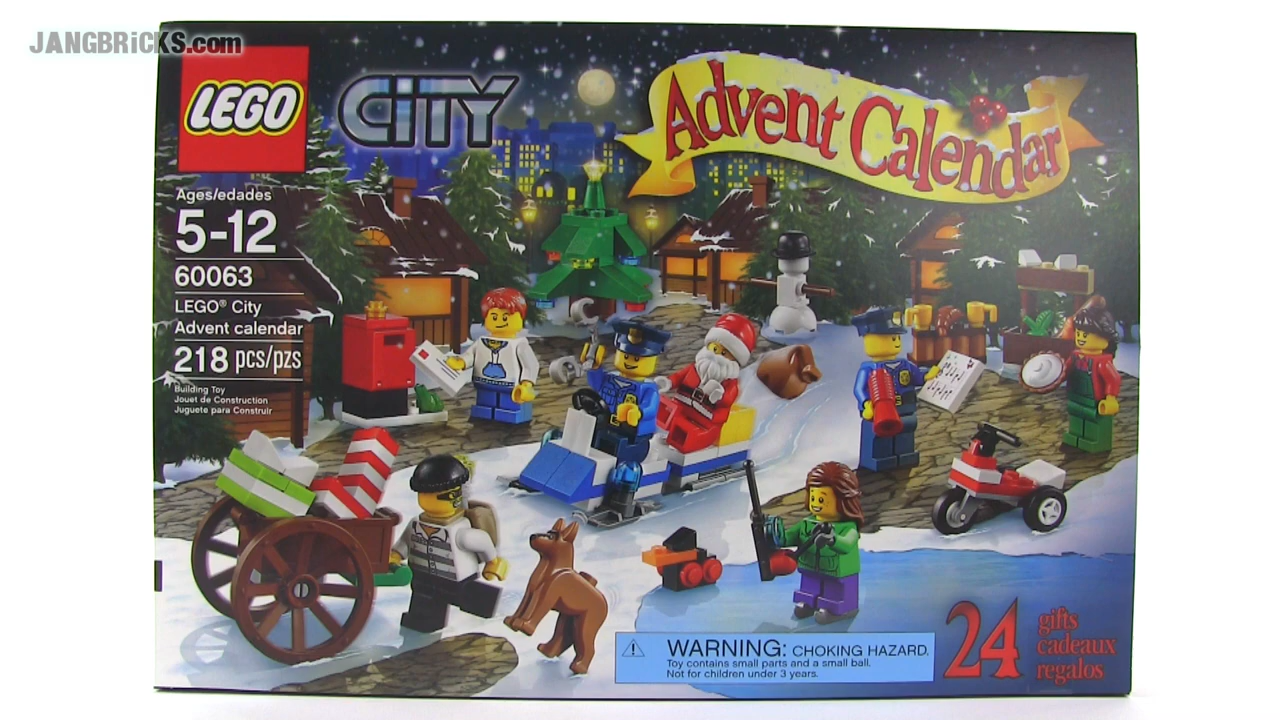 JANGBRiCKS.com
LEGO
CITY
Advent Calendar
Ages/edades
5-12
60063
LEGO® City
Advent calendar
218 pcs/pzs
Building Toy
Jouet de Construction
Juguete para Construir
WARNING: CHOKING HAZARD.
Toy contains small parts and a small ball.
Not for children under 3 years.
24
gifts
cadeaux
regalos